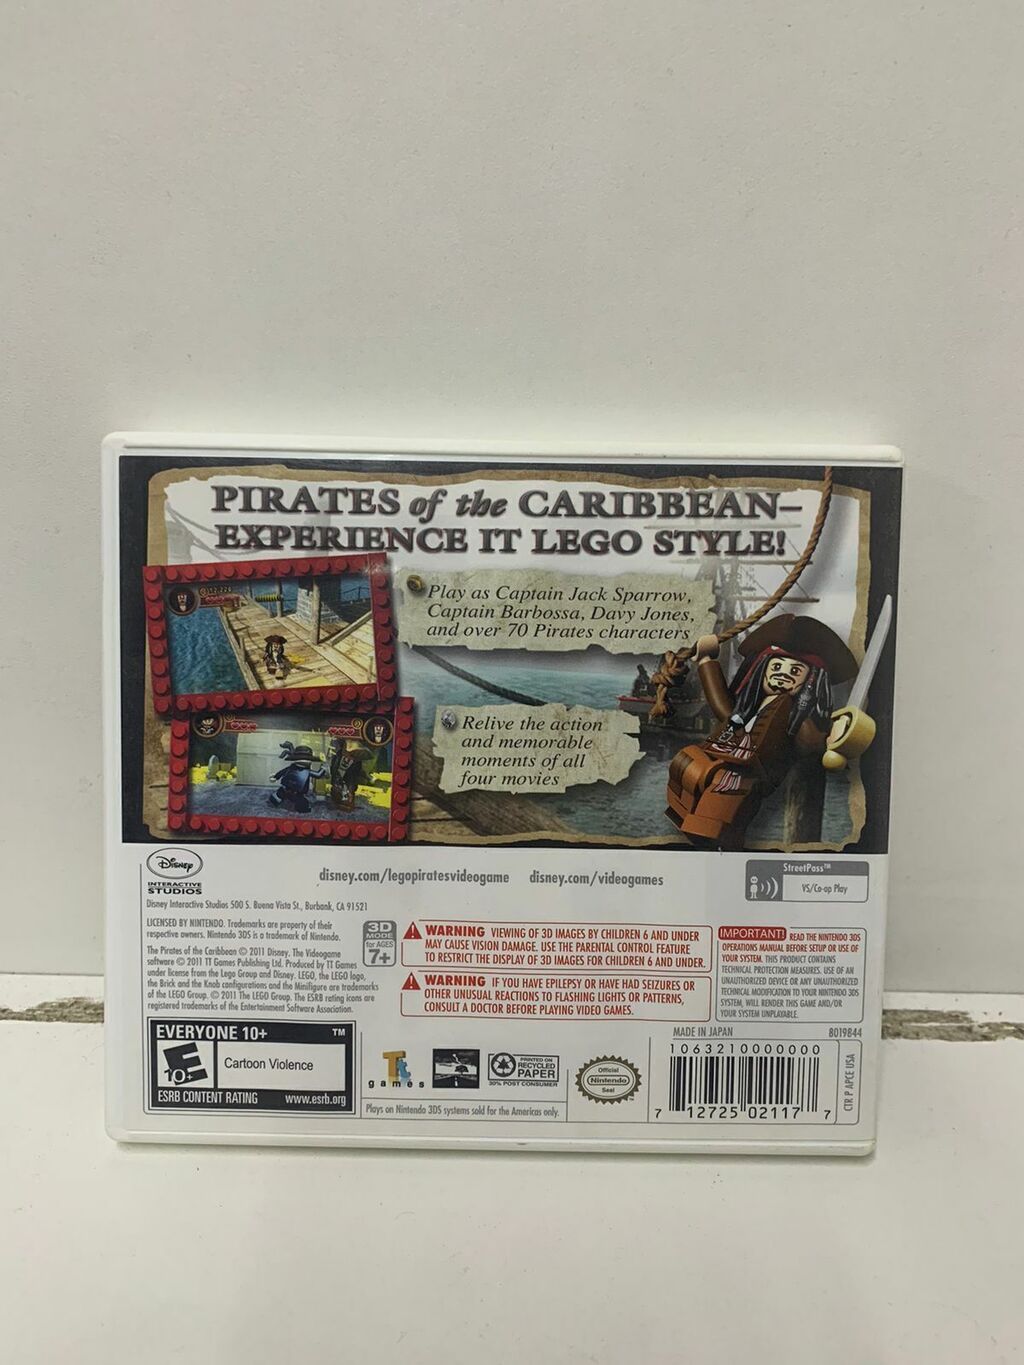 PIRATES of the CARIBBEAN–
EXPERIENCE IT LEGO STYLE!
Play as Captain Jack Sparrow,
Captain Barbossa, Davy Jones,
and over 70 Pirates characters
Relive the action
and memorable
moments of all
four movies
Disney
INTERACTIVE
STUDIOS
disney.com/legopiratesvideogame disney.com/videogames
StreetPass™
VS/Co-op Play
Disney Interactive Studios 500 S. Buena Vista St., Burbank, CA 91521
LICENSED BY NINTENDO. Trademarks are property of their
respective owners. Nintendo 3DS is a trademark of Nintendo.
The Pirates of the Caribbean © 2011 Disney. The Videogame
software © 2011 TT Games Publishing Ltd. Produced by TT Games
under license from the Lego Group and Disney. LEGO, the LEGO logo,
the Brick and the Knob configurations and the Minifigure are trademarks
of the LEGO Group. © 2011 The LEGO Group. The ESRB rating icons are
registered trademarks of the Entertainment Software Association.
3D
MODE
for AGES
7+
WARNING VIEWING OF 3D IMAGES BY CHILDREN 6 AND UNDER
MAY CAUSE VISION DAMAGE. USE THE PARENTAL CONTROL FEATURE
TO RESTRICT THE DISPLAY OF 3D IMAGES FOR CHILDREN 6 AND UNDER.
WARNING IF YOU HAVE EPILEPSY OR HAVE HAD SEIZURES OR
OTHER UNUSUAL REACTIONS TO FLASHING LIGHTS OR PATTERNS,
CONSULT A DOCTOR BEFORE PLAYING VIDEO GAMES.
IMPORTANT! READ THE NINTENDO 3DS
OPERATIONS MANUAL BEFORE SETUP OR USE OF
YOUR SYSTEM. THIS PRODUCT CONTAINS
TECHNICAL PROTECTION MEASURES. USE OF AN
UNAUTHORIZED DEVICE OR ANY UNAUTHORIZED
TECHNICAL MODIFICATION TO YOUR NINTENDO 3DS
SYSTEM, WILL RENDER THIS GAME AND/OR
YOUR SYSTEM UNPLAYABLE.
EVERYONE 10+ TM
E
10+
Cartoon Violence
ESRB CONTENT RATING www.esrb.org
games
PRINTED ON
RECYCLED
PAPER
30% POST CONSUMER
Plays on Nintendo 3DS systems sold for the Americas only.
Official
Nintendo
Seal
MADE IN JAPAN 8019844
1063210000000
7 12725 02117 7
CTR P APCE USA